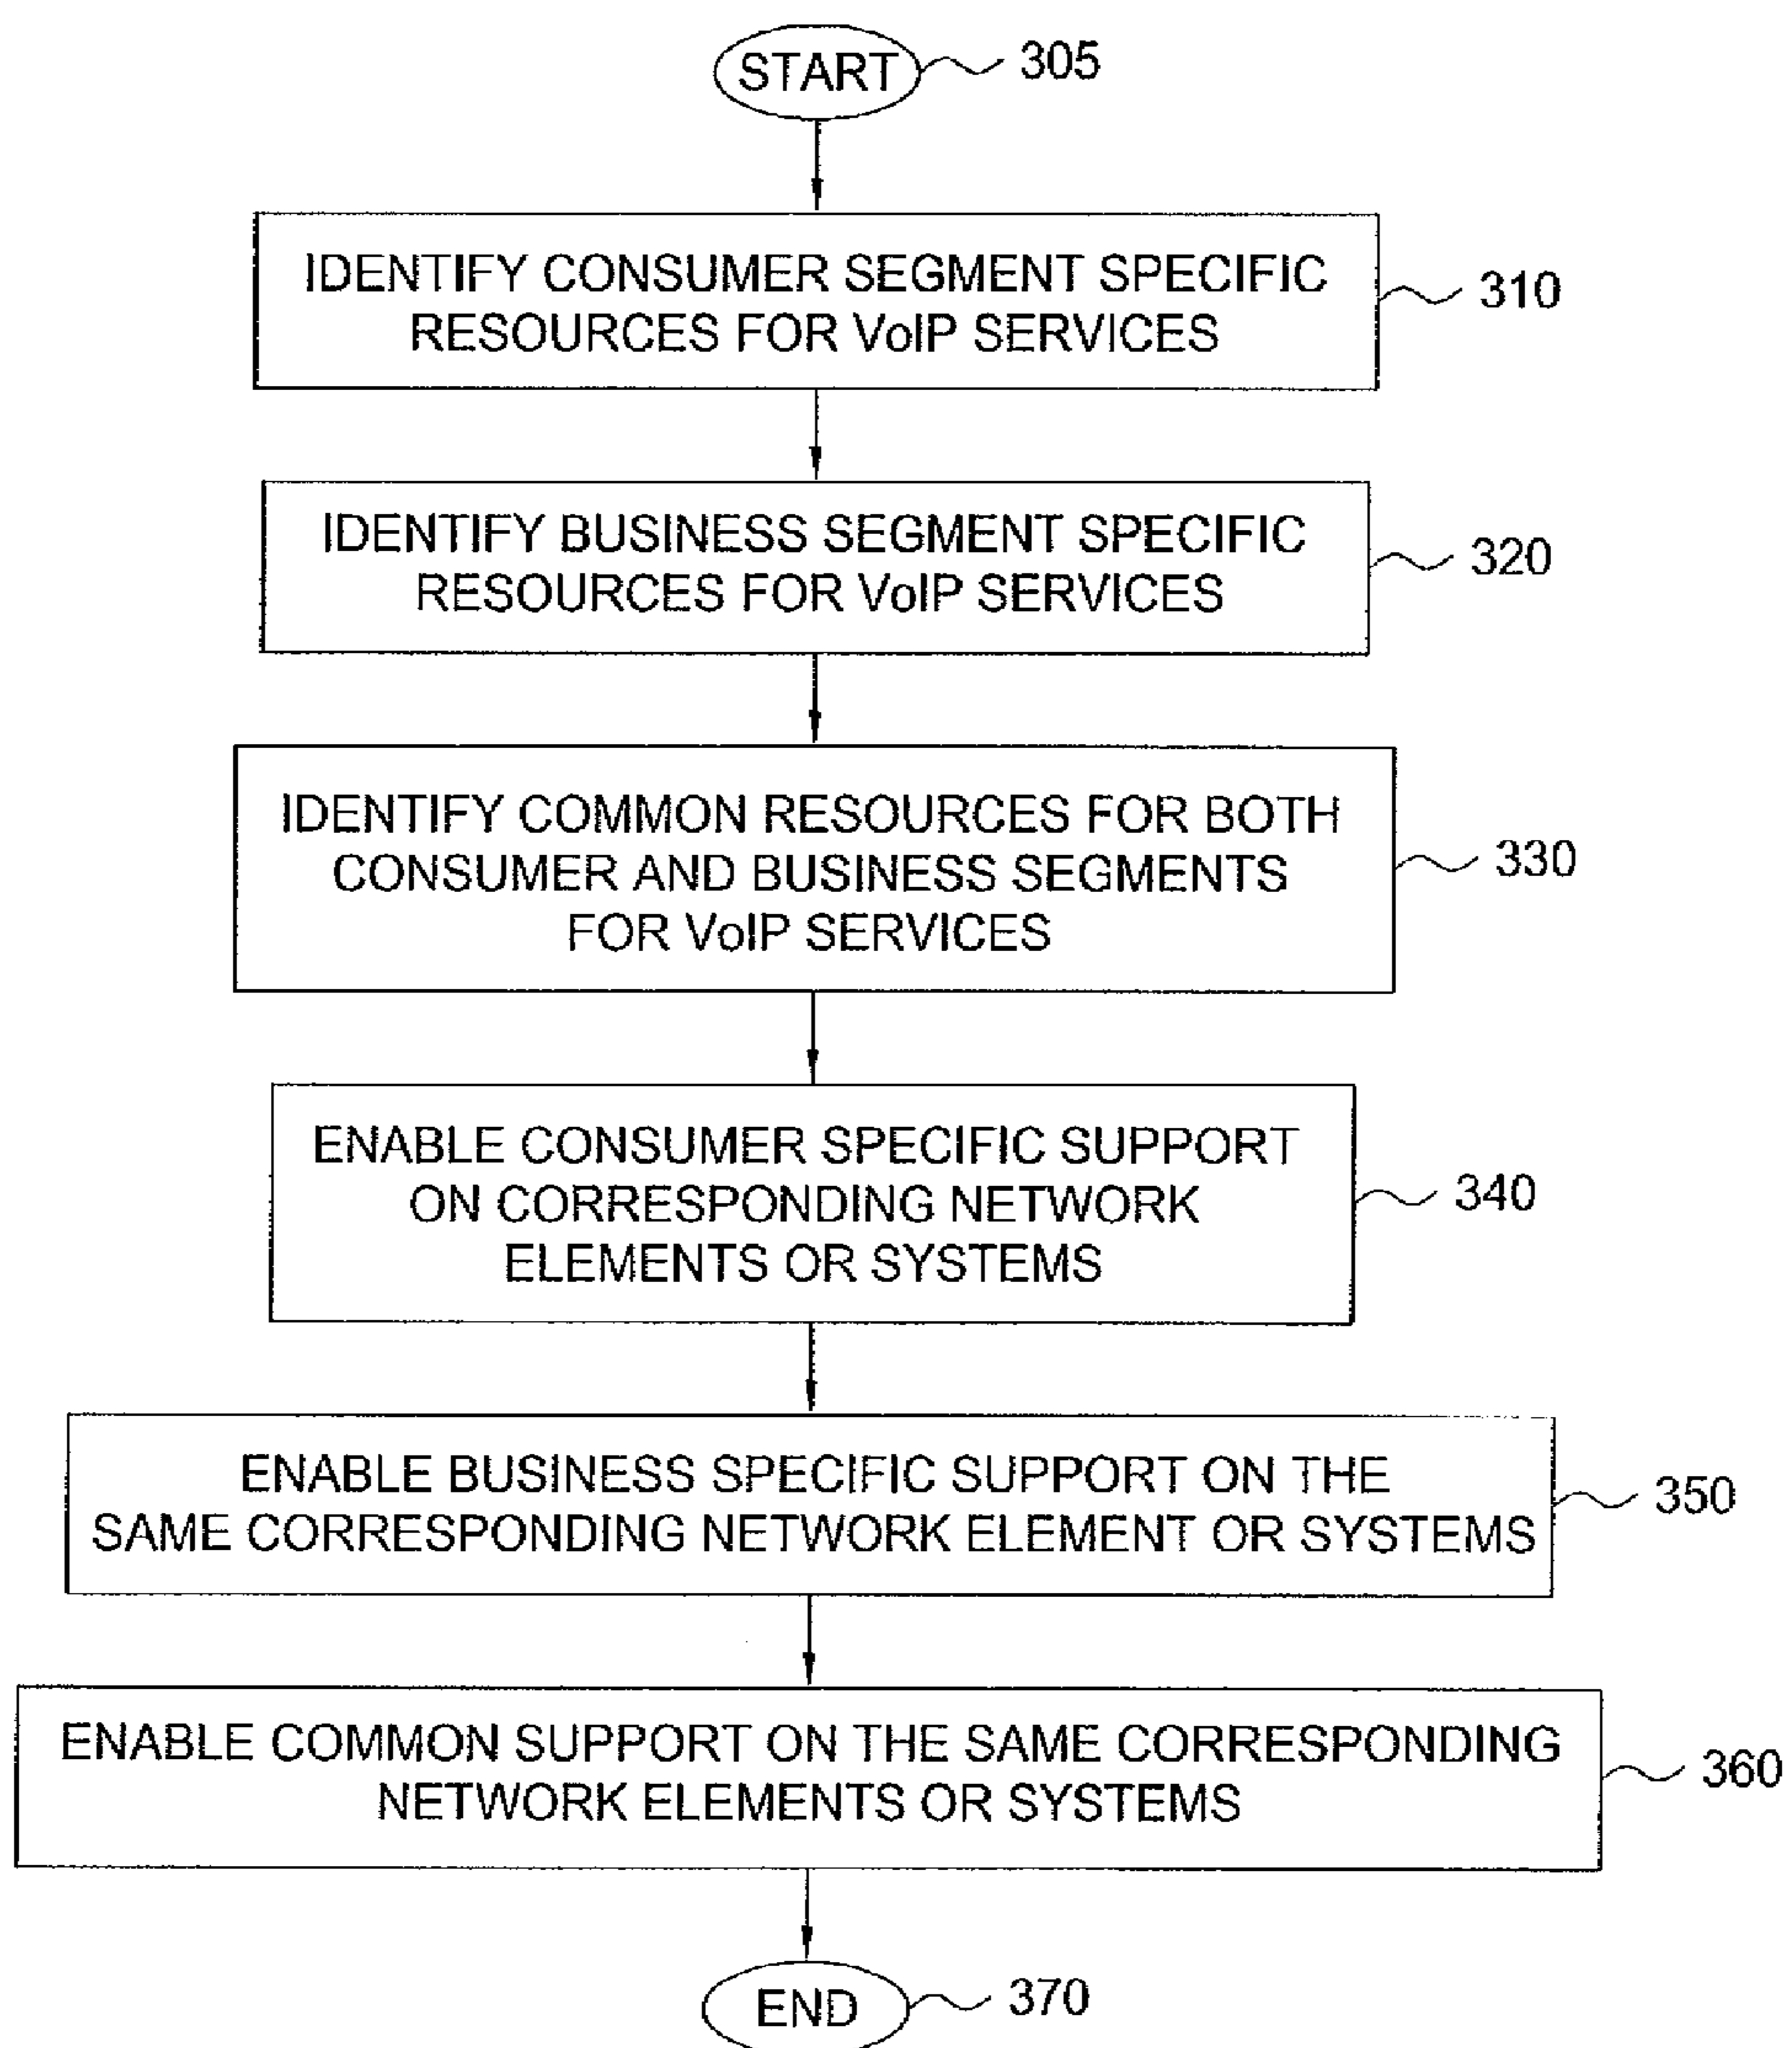 START
305
IDENTIFY CONSUMER SEGMENT SPECIFIC
RESOURCES FOR VoIP SERVICES
310
IDENTIFY BUSINESS SEGMENT SPECIFIC
RESOURCES FOR VoIP SERVICES
320
IDENTIFY COMMON RESOURCES FOR BOTH
CONSUMER AND BUSINESS SEGMENTS
FOR VoIP SERVICES
330
ENABLE CONSUMER SPECIFIC SUPPORT
ON CORRESPONDING NETWORK
ELEMENTS OR SYSTEMS
340
ENABLE BUSINESS SPECIFIC SUPPORT ON THE
SAME CORRESPONDING NETWORK ELEMENT OR SYSTEMS
350
ENABLE COMMON SUPPORT ON THE SAME CORRESPONDING
NETWORK ELEMENTS OR SYSTEMS
360
END
370